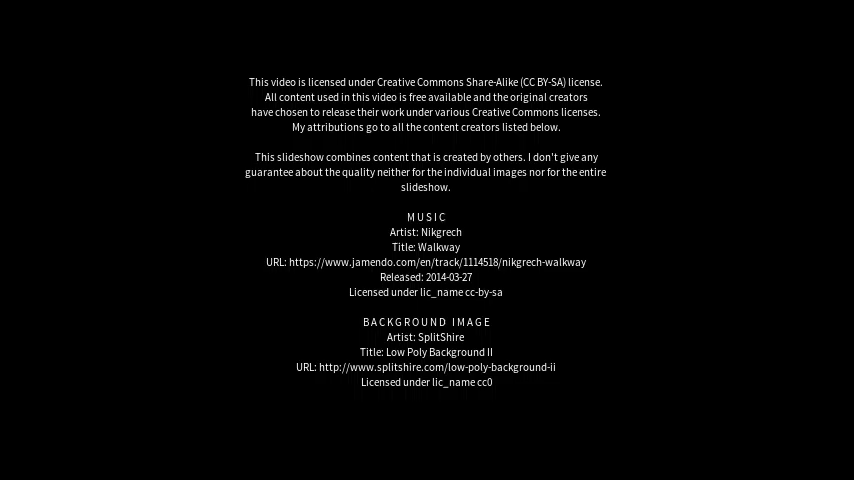 This video is licensed under Creative Commons Share-Alike (CC BY-SA) license.
All content used in this video is free available and the original creators
have chosen to release their work under various Creative Commons licenses.
My attributions go to all the content creators listed below.
This slideshow combines content that is created by others. I don't give any
guarantee about the quality neither for the individual images nor for the entire
slideshow.
MUSIC
Artist: Nikgrech
Title: Walkway
URL: https://www.jamendo.com/en/track/1114518/nikgrech-walkway
Released: 2014-03-27
Licensed under lic_name cc-by-sa
BACKGROUND IMAGE
Artist: SplitShire
Title: Low Poly Background II
URL: http://www.splitshire.com/low-poly-background-ii
Licensed under lic_name cc0